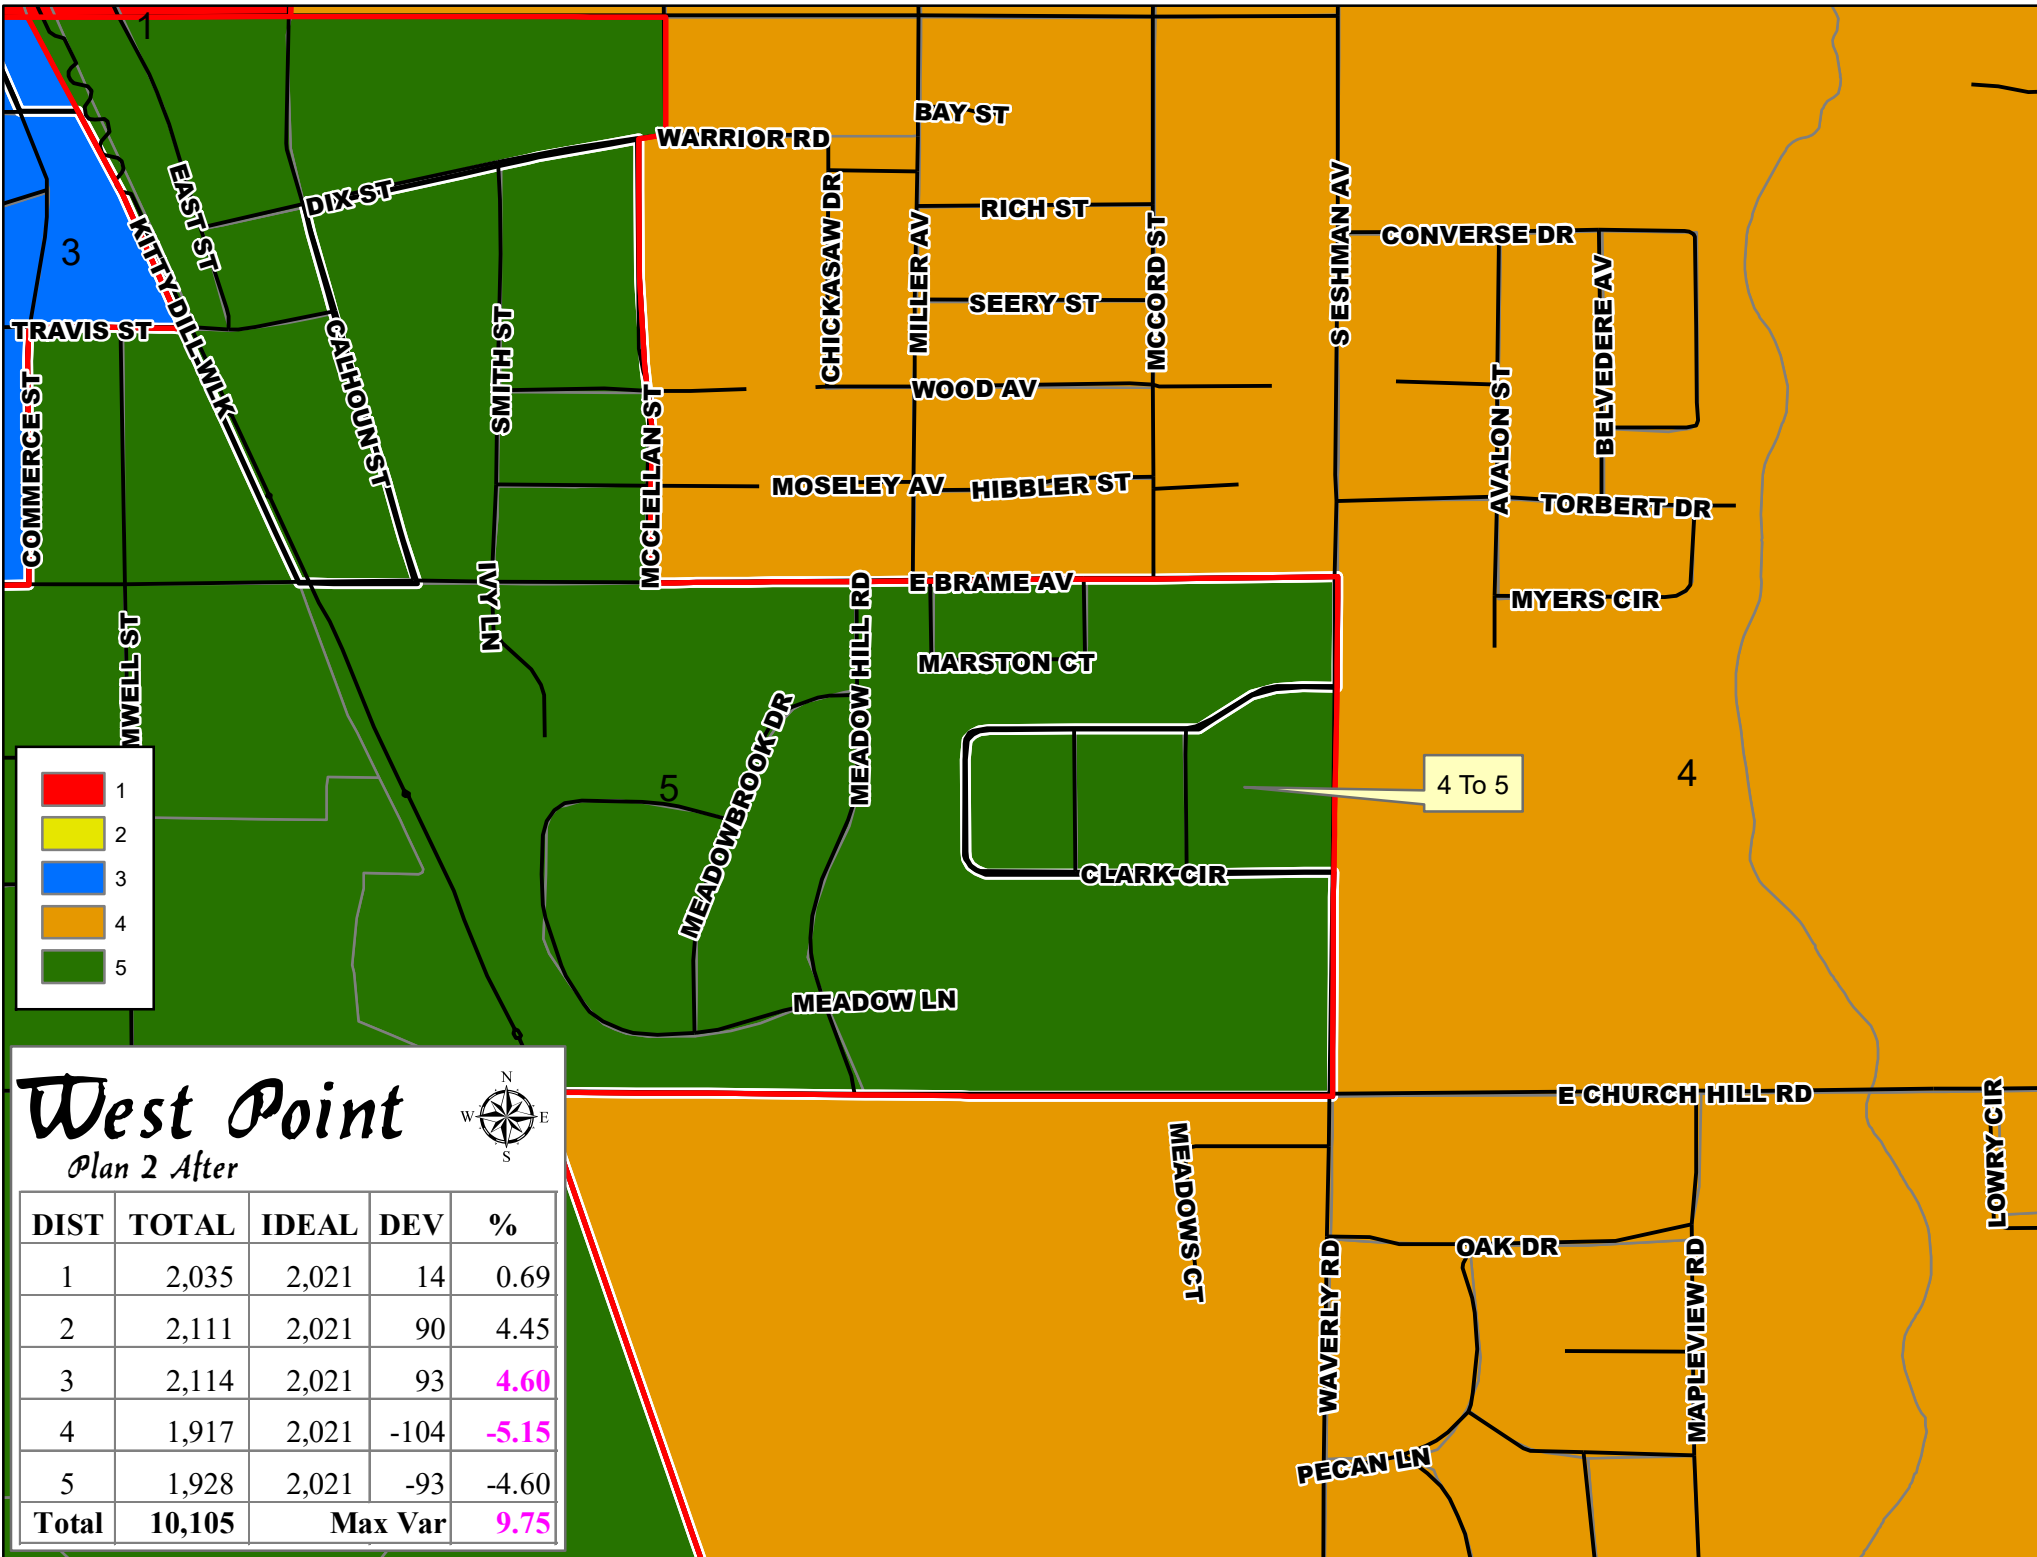 1
BAY ST
WARRIOR RD
EAST ST
DIX ST
CHICKASAW DR
RICH ST
MILLER AV
MCCORD ST
S ESHMAN AV
CONVERSE DR
3
KITTY DILL WLK
BELVEDERE AV
SEERY ST
TRAVIS ST
CALHOUN ST
SMITH ST
WOOD AV
COMMERCE ST
MCCLELLAN ST
AVALON ST
MOSELEY AV
HIBBLER ST
TORBERT DR
IVY LN
MEADOW HILL RD
E BRAME AV
MYERS CIR
MWELL ST
MARSTON CT
MEADOWBROOK DR
5
4 To 5
4
CLARK CIR
1
2
3
4
5
MEADOW LN
E CHURCH HILL RD
LOWRY CIR
MEADOWS CT
OAK DR
WAVERLY RD
MAPLEVIEW RD
PECAN LN
West Point
Plan 2 After
N
W E
S
DIST TOTAL IDEAL DEV %
1 2,035 2,021 14 0.69
2 2,111 2,021 90 4.45
3 2,114 2,021 93 4.60
4 1,917 2,021 -104 -5.15
5 1,928 2,021 -93 -4.60
Total 10,105 Max Var 9.75